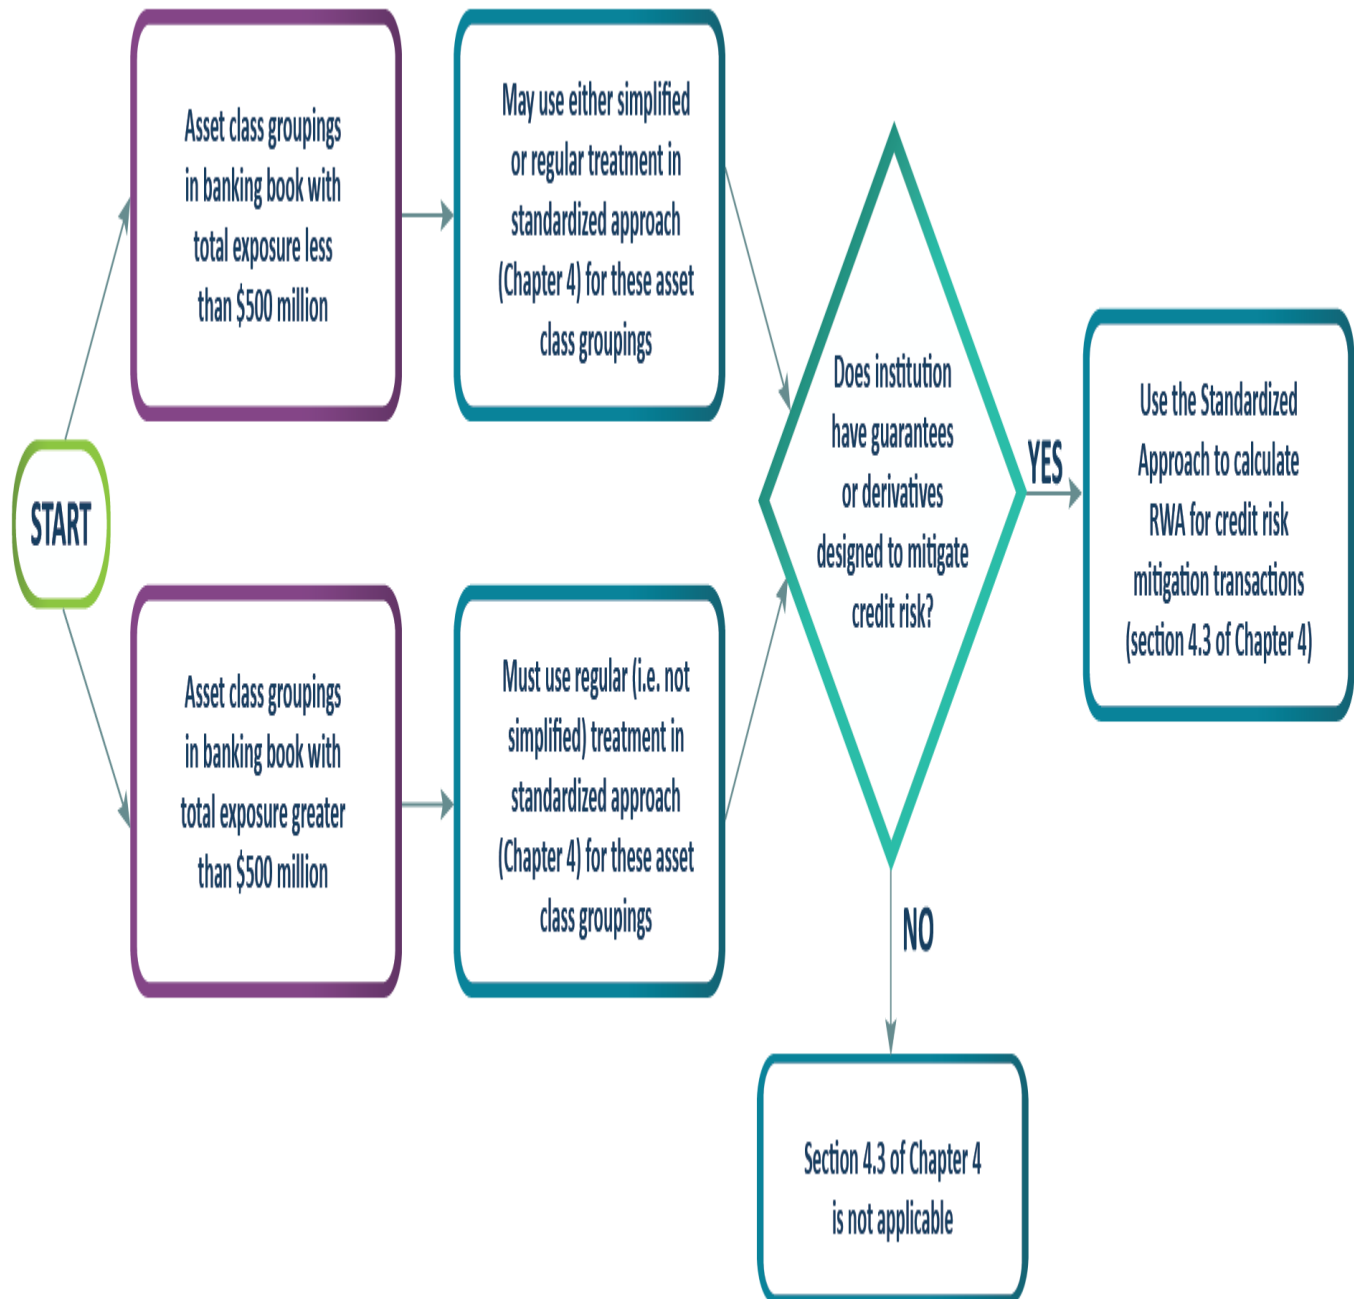 START
Asset class groupings
in banking book with
total exposure less
than $500 million
May use either simplified
or regular treatment in
standardized approach
(Chapter 4) for these asset
class groupings
Asset class groupings
in banking book with
total exposure greater
than $500 million
Must use regular (i.e. not
simplified) treatment in
standardized approach
(Chapter 4) for these asset
class groupings
Does institution
have guarantees
or derivatives
designed to mitigate
credit risk?
YES
Use the Standardized
Approach to calculate
RWA for credit risk
mitigation transactions
(section 4.3 of Chapter 4)
NO
Section 4.3 of Chapter 4
is not applicable